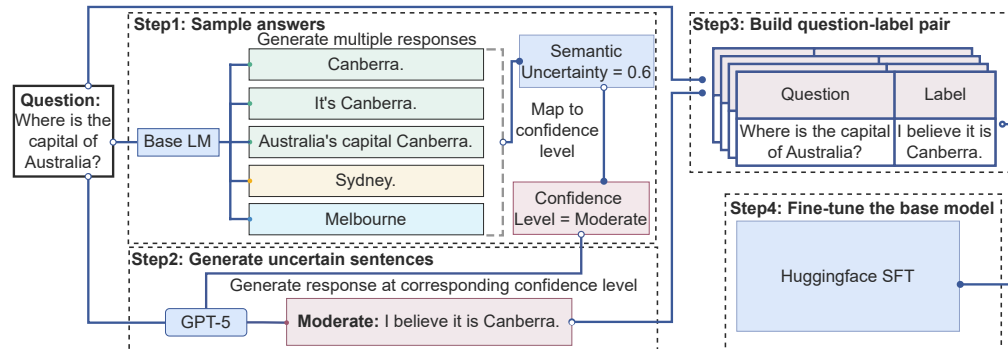 Step1: Sample answers
Generate multiple responses
Question:
Where is the
capital of
Australia?
Base LM
Canberra.
It's Canberra.
Australia's capital Canberra.
Sydney.
Melbourne
Semantic
Uncertainty = 0.6
Map to
confidence
level
Confidence
Level = Moderate
Step2: Generate uncertain sentences
Generate response at corresponding confidence level
GPT-5
Moderate: I believe it is Canberra.
Step3: Build question-label pair
Question
Label
Where is the capital
of Australia?
I believe it is
Canberra.
Step4: Fine-tune the base model
Huggingface SFT